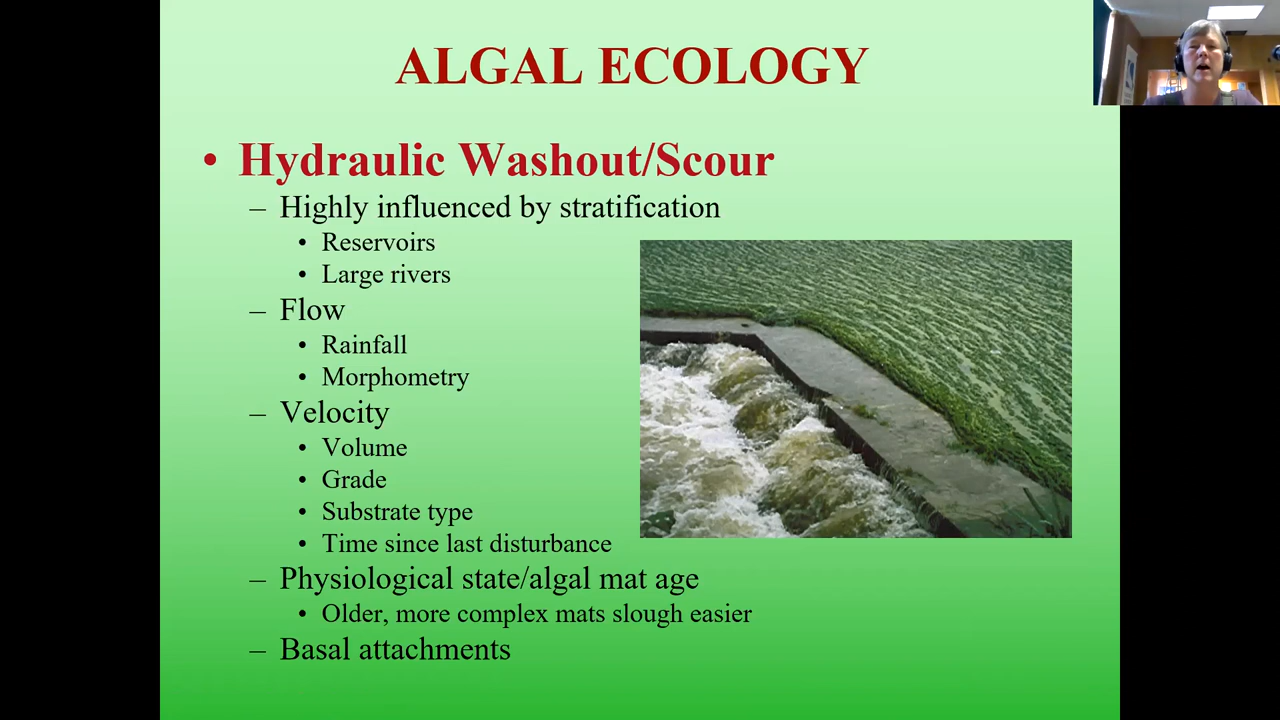 ALGAL ECOLOGY
• Hydraulic Washout/Scour
– Highly influenced by stratification
• Reservoirs
• Large rivers
– Flow
• Rainfall
• Morphometry
– Velocity
• Volume
• Grade
• Substrate type
• Time since last disturbance
– Physiological state/algal mat age
• Older, more complex mats slough easier
– Basal attachments